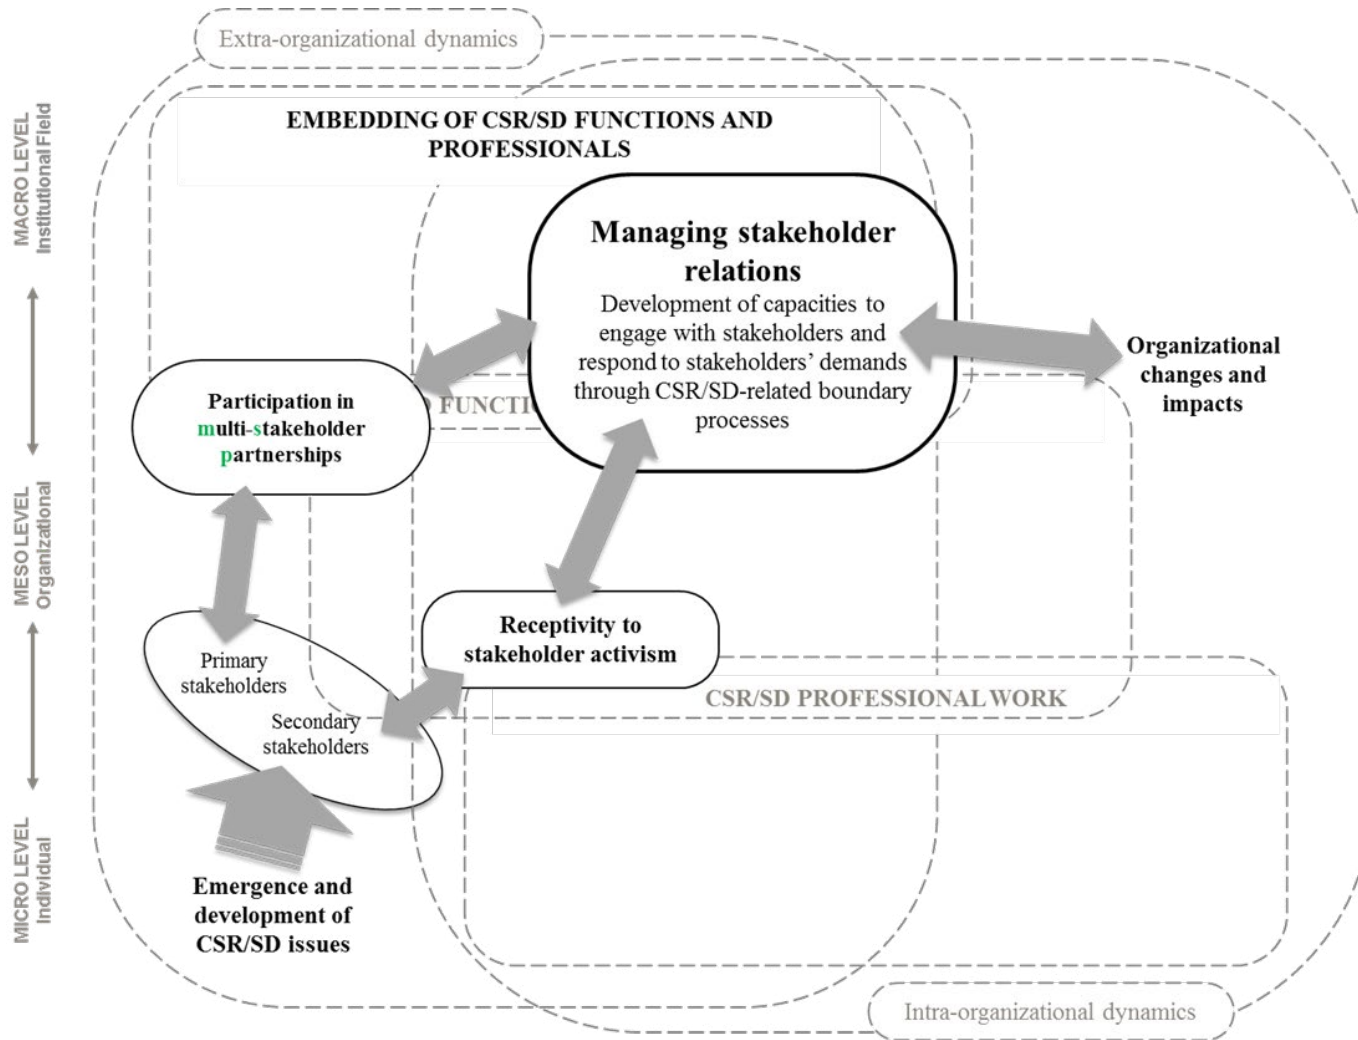 Extra-organizational dynamics
EMBEDDING OF CSR/SD FUNCTIONS AND
PROFESSIONALS
MACRO LEVEL
Institutional Field
Managing stakeholder
relations
Development of capacities to
engage with stakeholders and
respond to stakeholders’ demands
through CSR/SD-related boundary
processes
Organizational
changes and
impacts
Participation in
multi-stakeholder
partnerships
MESO LEVEL
Organizational
Receptivity to
stakeholder activism
Primary
stakeholders
Secondary
stakeholders
CSR/SD PROFESSIONAL WORK
MICRO LEVEL
Individual
Emergence and
development of
CSR/SD issues
Intra-organizational dynamics